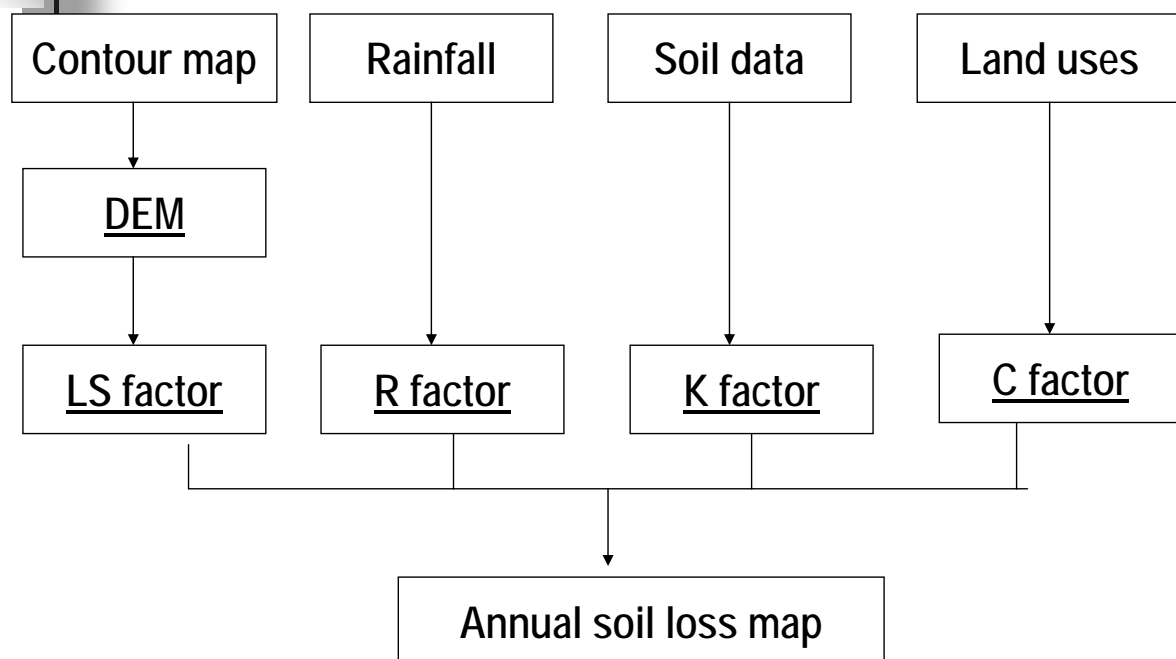 Contour map
Rainfall
Soil data
Land uses
DEM
LS factor
R factor
K factor
C factor
Annual soil loss map